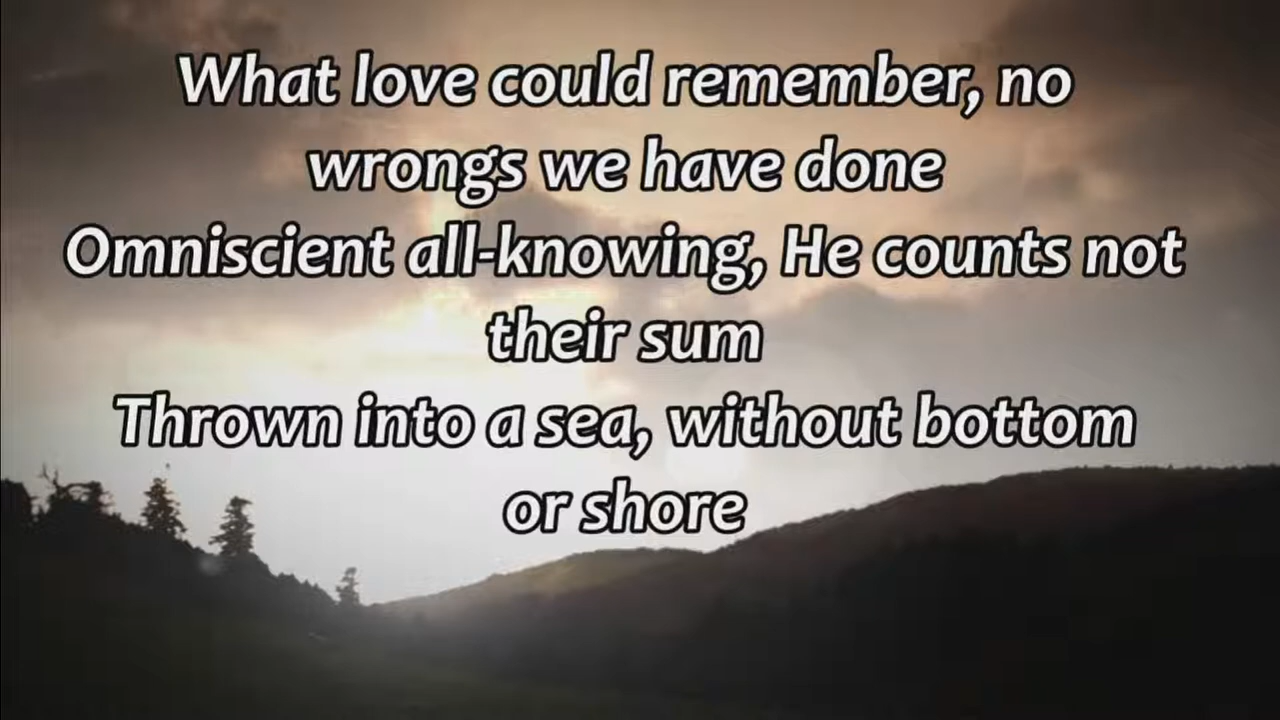 What love could remember, no
wrongs we have done
Omniscient all-knowing, He counts not
their sum
Thrown into a sea, without bottom
or shore